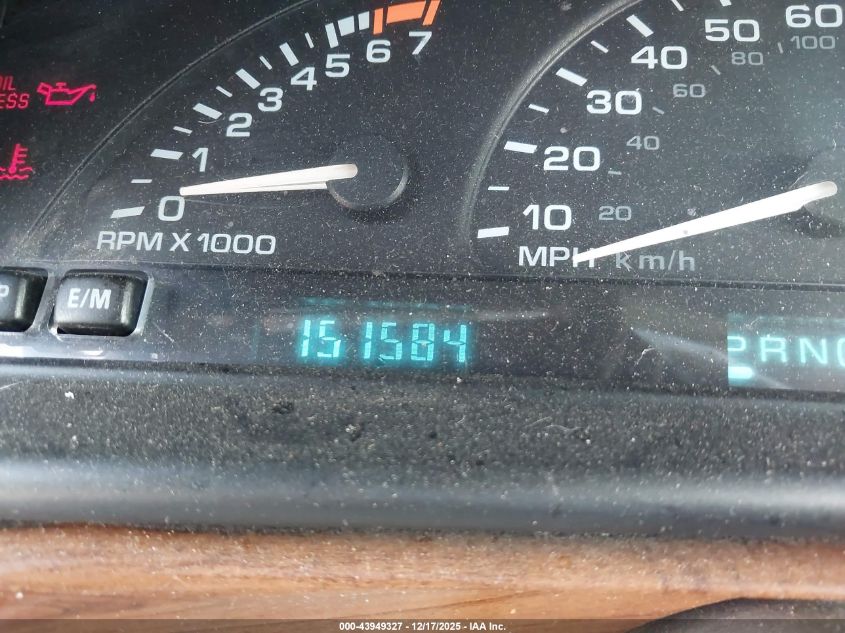 IL
ESS
0 1 2 3 4 5 6 7
RPM X 1000
10 20 30 40 50 60
20 40 60 80 100
MPH km/h
P E/M
151584
PRN
000-43949327 - 12/17/2025 - IAA Inc.